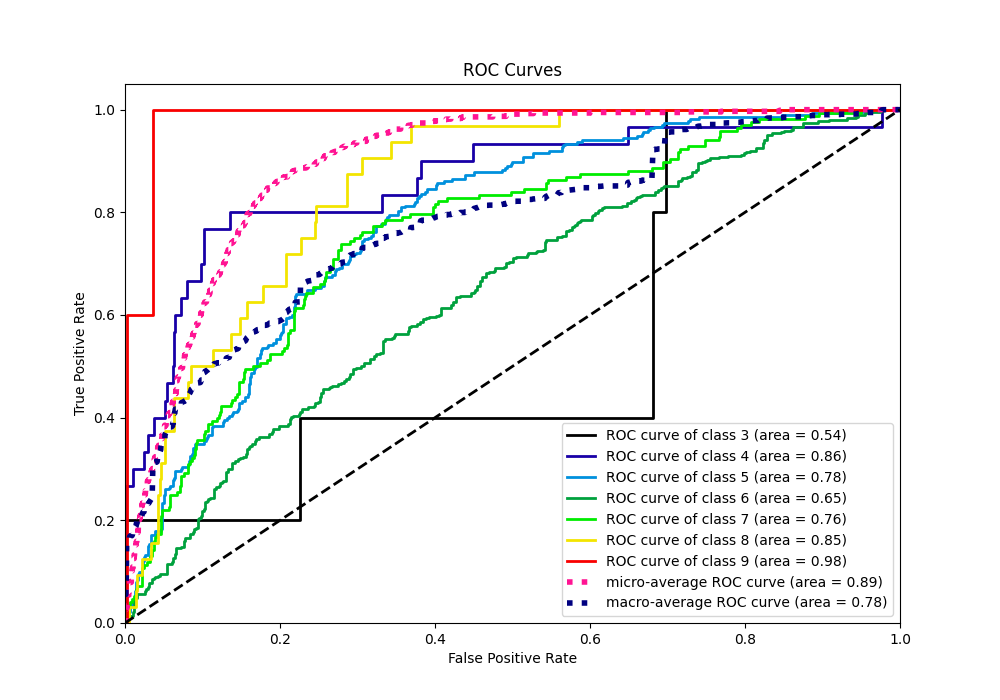 ROC Curves
True Positive Rate
1.0
0.8
0.6
0.4
0.2
0.0
ROC curve of class 3 (area = 0.54)
ROC curve of class 4 (area = 0.86)
ROC curve of class 5 (area = 0.78)
ROC curve of class 6 (area = 0.65)
ROC curve of class 7 (area = 0.76)
ROC curve of class 8 (area = 0.85)
ROC curve of class 9 (area = 0.98)
micro-average ROC curve (area = 0.89)
macro-average ROC curve (area = 0.78)
0.0 0.2 0.4 0.6 0.8 1.0
False Positive Rate